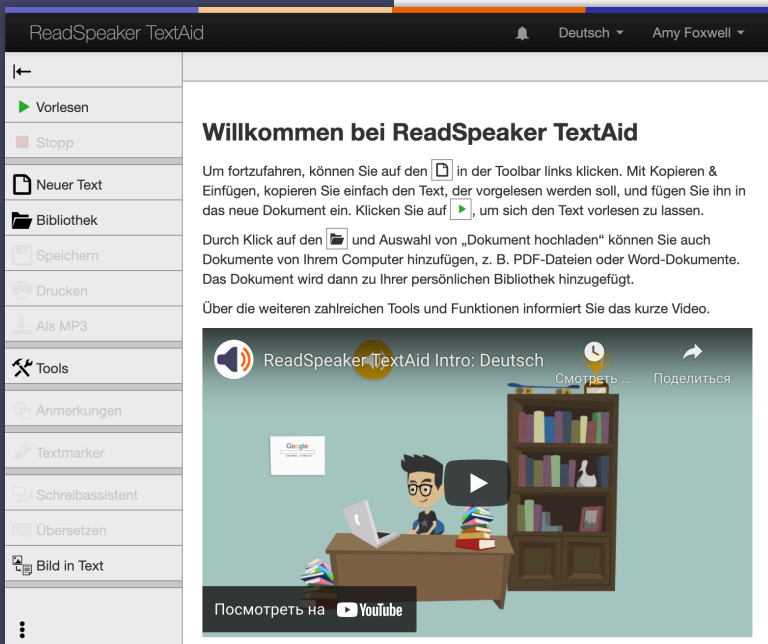 ReadSpeaker TextAid
Deutsch
Amy Foxwell
Vorlesen
Stopp
Neuer Text
Bibliothek
Speichern
Drucken
Als MP3
Tools
Anmerkungen
Textmarker
Schreibassistent
Übersetzen
Bild in Text
Willkommen bei ReadSpeaker TextAid
Um fortzufahren, können Sie auf den in der Toolbar links klicken. Mit Kopieren &
Einfügen, kopieren Sie einfach den Text, der vorgelesen werden soll, und fügen Sie ihn in
das neue Dokument ein. Klicken Sie auf , um sich den Text vorlesen zu lassen.
Durch Klick auf den und Auswahl von „Dokument hochladen“ können Sie auch
Dokumente von Ihrem Computer hinzufügen, z. B. PDF-Dateien oder Word-Dokumente.
Das Dokument wird dann zu Ihrer persönlichen Bibliothek hinzugefügt.
Über die weiteren zahlreichen Tools und Funktionen informiert Sie das kurze Video.
ReadSpeaker TextAid Intro: Deutsch
Смотреть ...
Поделиться
Google
Посмотреть на YouTube